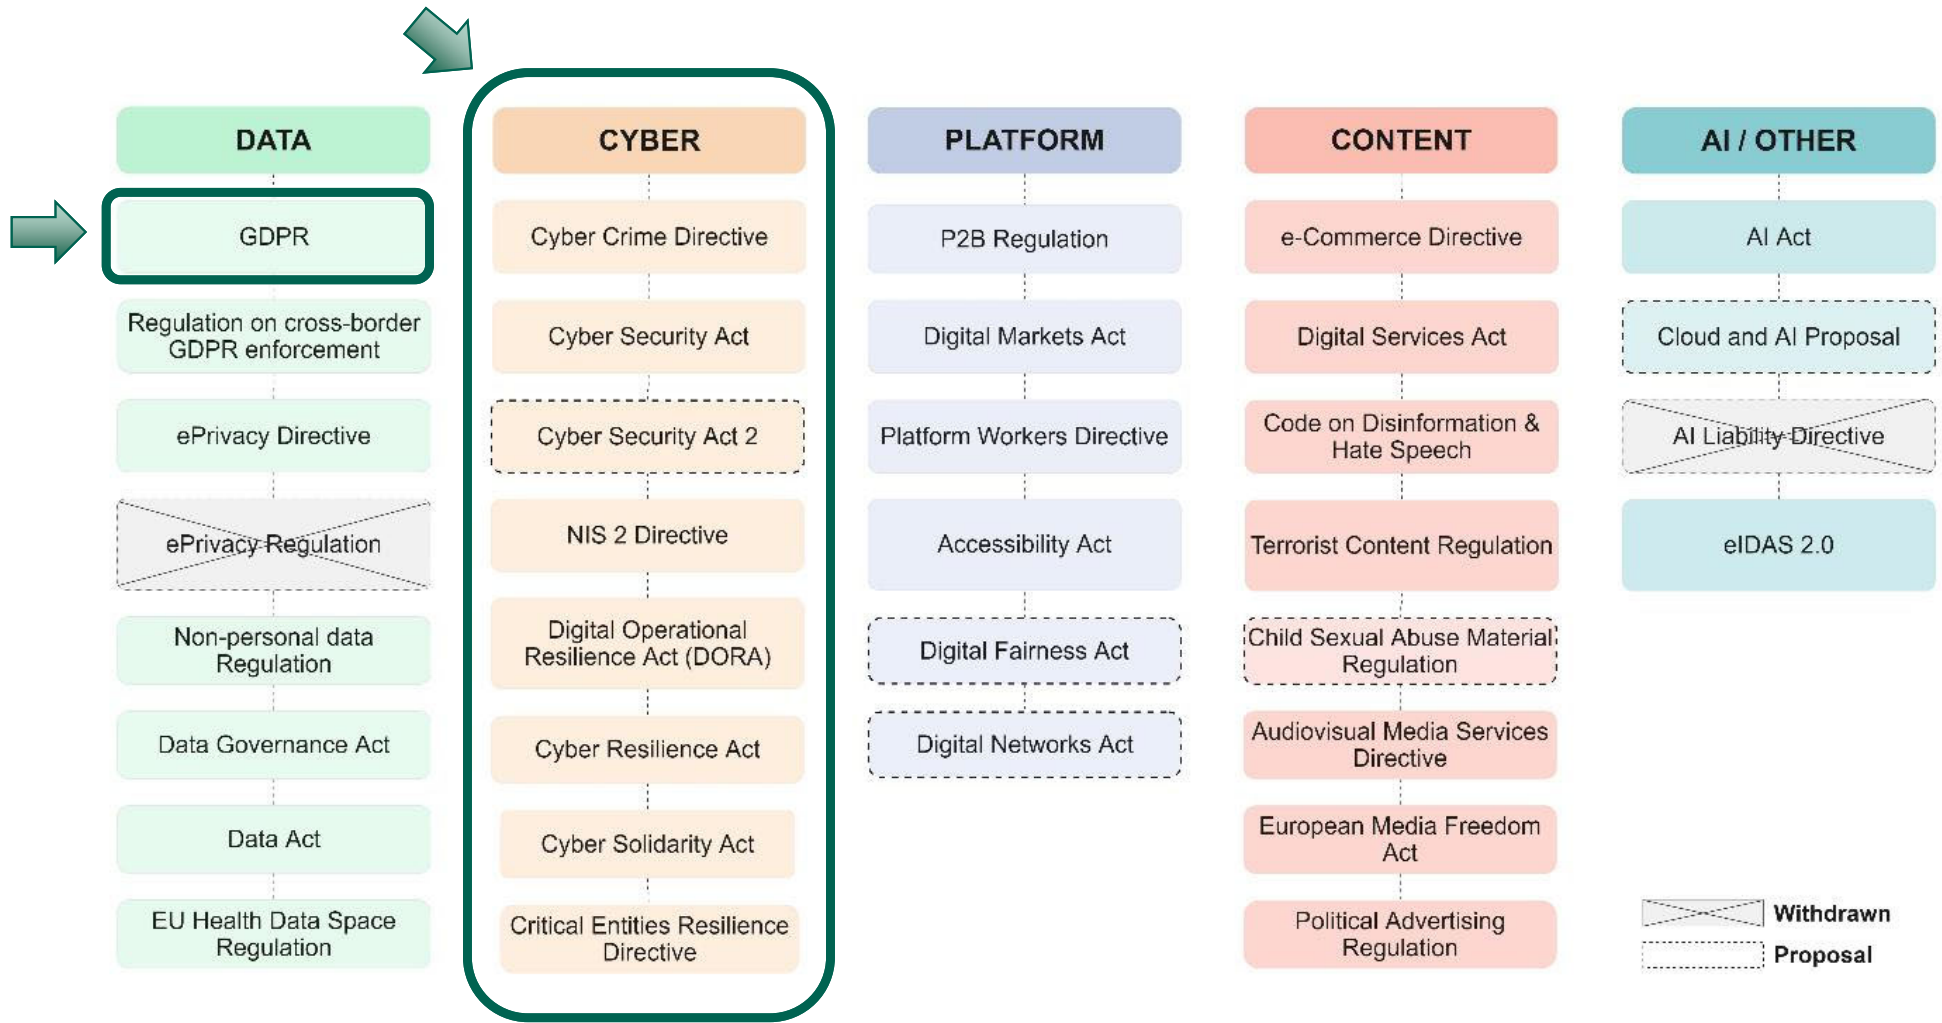 DATA
GDPR
Regulation on cross-border
GDPR enforcement
ePrivacy Directive
ePrivacy Regulation
Non-personal data
Regulation
Data Governance Act
Data Act
EU Health Data Space
Regulation
CYBER
Cyber Crime Directive
Cyber Security Act
Cyber Security Act 2
NIS 2 Directive
Digital Operational
Resilience Act (DORA)
Cyber Resilience Act
Cyber Solidarity Act
Critical Entities Resilience
Directive
PLATFORM
P2B Regulation
Digital Markets Act
Platform Workers Directive
Accessibility Act
Digital Fairness Act
Digital Networks Act
CONTENT
e-Commerce Directive
Digital Services Act
Code on Disinformation &
Hate Speech
Terrorist Content Regulation
Child Sexual Abuse Material
Regulation
Audiovisual Media Services
Directive
European Media Freedom
Act
Political Advertising
Regulation
AI / OTHER
AI Act
Cloud and AI Proposal
AI Liability Directive
eIDAS 2.0
Withdrawn
Proposal